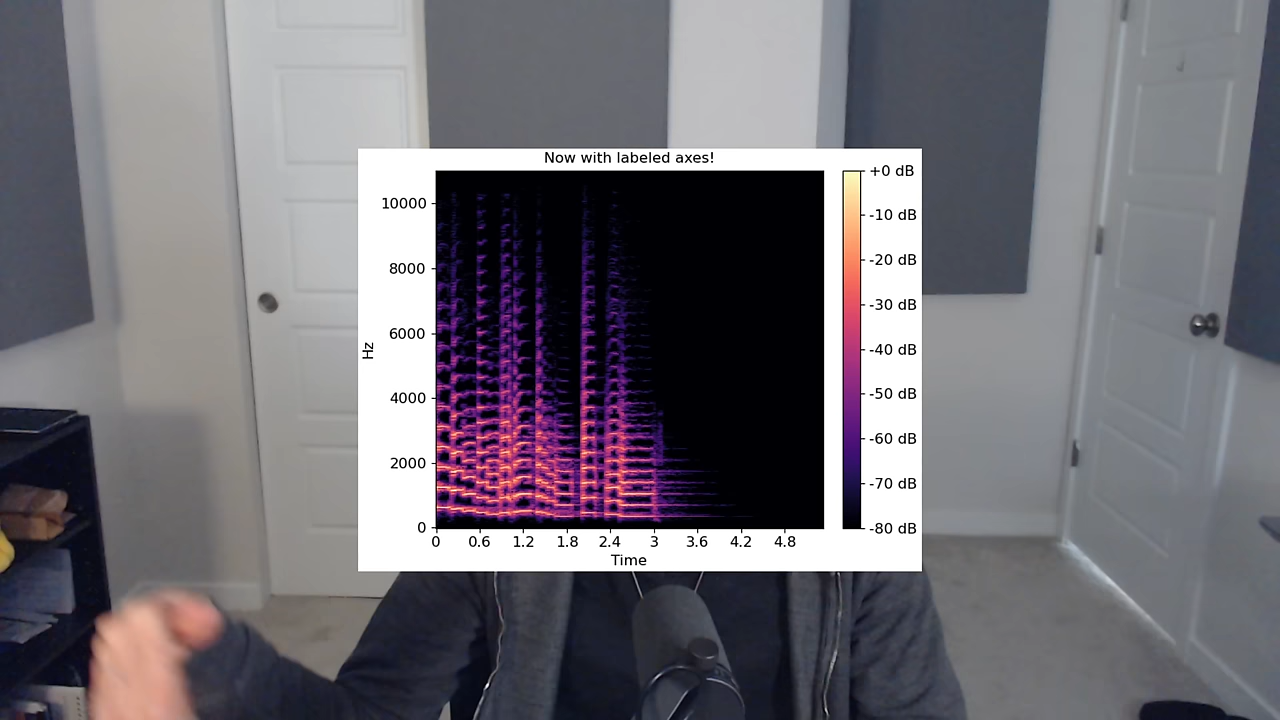 Now with labeled axes!
+0 dB
10000
-10 dB
8000
-20 dB
-30 dB
6000
Hz
-40 dB
4000
-50 dB
-60 dB
2000
-70 dB
0
-80 dB
0 0.6 1.2 1.8 2.4 3 3.6 4.2 4.8
Time